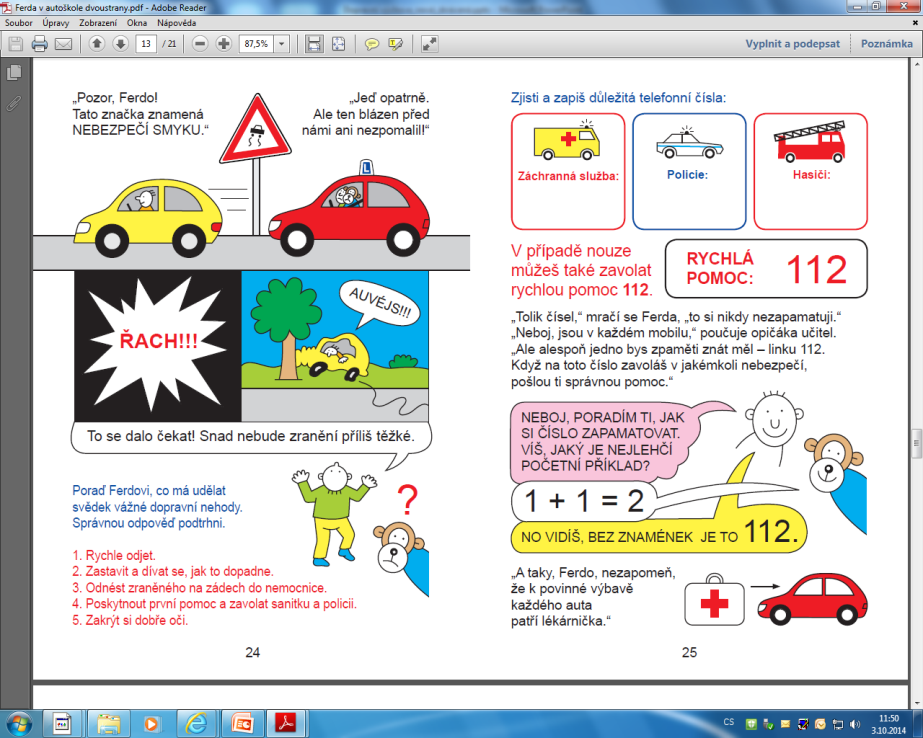 Ferda v autoškole dvoustrany.pdf - Adobe Reader
Soubor Úpravy Zobrazení Okna Nápověda
13 / 21
87,5%
Vyplnit a podepsat
Poznámka
„Pozor, Ferdo!
Tato značka znamená
NEBEZPEČÍ SMYKU.“
„Jeď opatrně.
Ale ten blázen před
námi ani nezpomalil!“
L
ŘACH!!!
AUVÉJS!!!
To se dalo čekat! Snad nebude zranění příliš těžké.
Poraď Ferdovi, co má udělat
svědek vážné dopravní nehody.
Správnou odpověď podtrhni.
?
1. Rychle odjet.
2. Zastavit a dívat se, jak to dopadne.
3. Odnést zraněného na zádech do nemocnice.
4. Poskytnout první pomoc a zavolat sanitku a policii.
5. Zakrýt si dobře oči.
24
Zjisti a zapiš důležitá telefonní čísla:
Záchranná služba:
Policie:
Hasiči:
V případě nouze
můžeš také zavolat
rychlou pomoc 112.
RYCHLÁ
POMOC:
112
„Tolik čísel,“ mračí se Ferda, „to si nikdy nezapamatuji.“
„Neboj, jsou v každém mobilu,“ poučuje opičáka učitel.
„Ale alespoň jedno bys zpaměti znát měl – linku 112.
Když na toto číslo zavoláš v jakémkoli nebezpečí,
pošlou ti správnou pomoc.“
NEBOJ, PORADÍM TI, JAK
SI ČÍSLO ZAPAMATOVAT.
VÍŠ, JAKÝ JE NEJLEHČÍ
POČETNÍ PŘÍKLAD?
1 + 1 = 2
NO VIDÍŠ, BEZ ZNAMÉNEK JE TO 112.
„A taky, Ferdo, nezapomeň,
že k povinné výbavě
každého auta
patří lékárnička.“
25
CS
11:50
3.10.2014